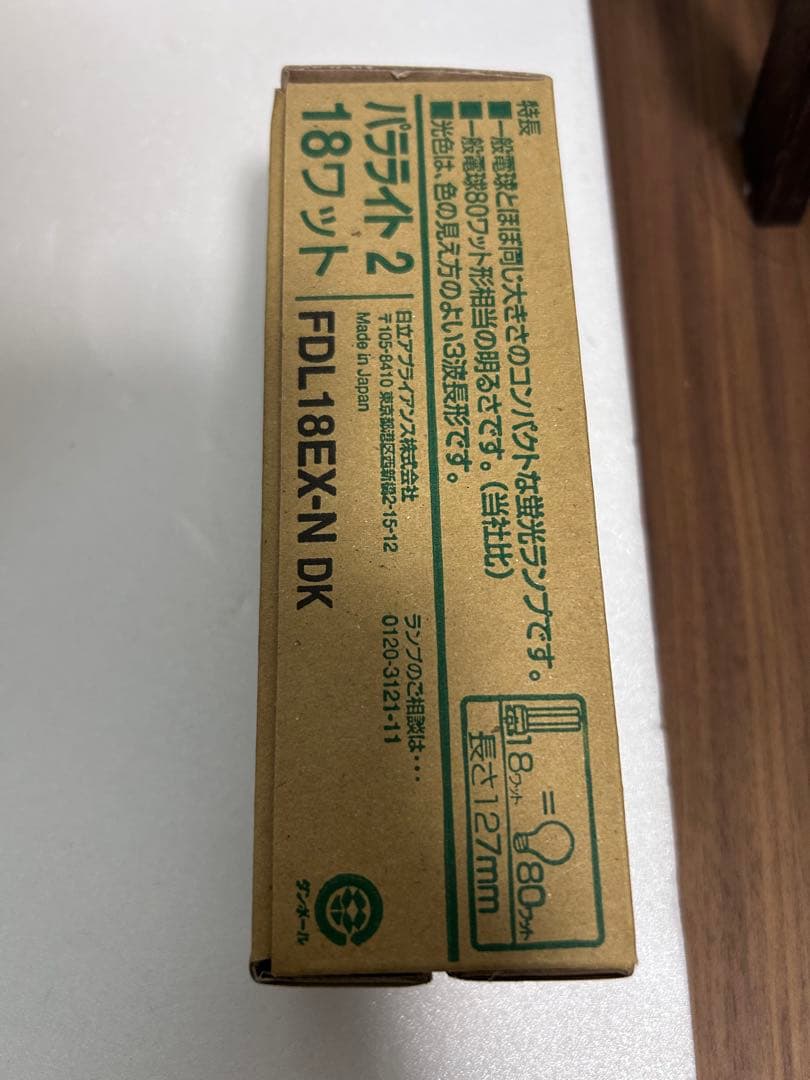 特長
■一般電球とほぼ同じ大きさのコンパクトな蛍光ランプです。
■一般電球80ワット形相当の明るさです。(当社比)
■光色は、色の見え方のよい3波長形です。
18ワット = 80ワット
長さ127mm
パラライト2
18ワット
日立アプライアンス株式会社
〒105-8410 東京都港区西新橋2-15-12
Made in Japan
FDL18EX-N DK
ランプのご相談は…
0120-3121-11
ダンボール